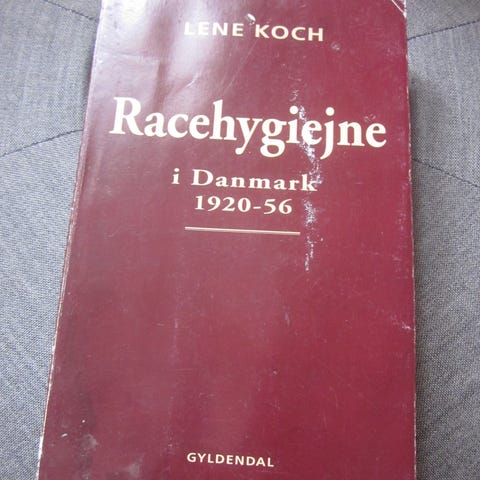 LENE KOCH
Racehygiejne
i Danmark
1920-56
GYLDENDAL